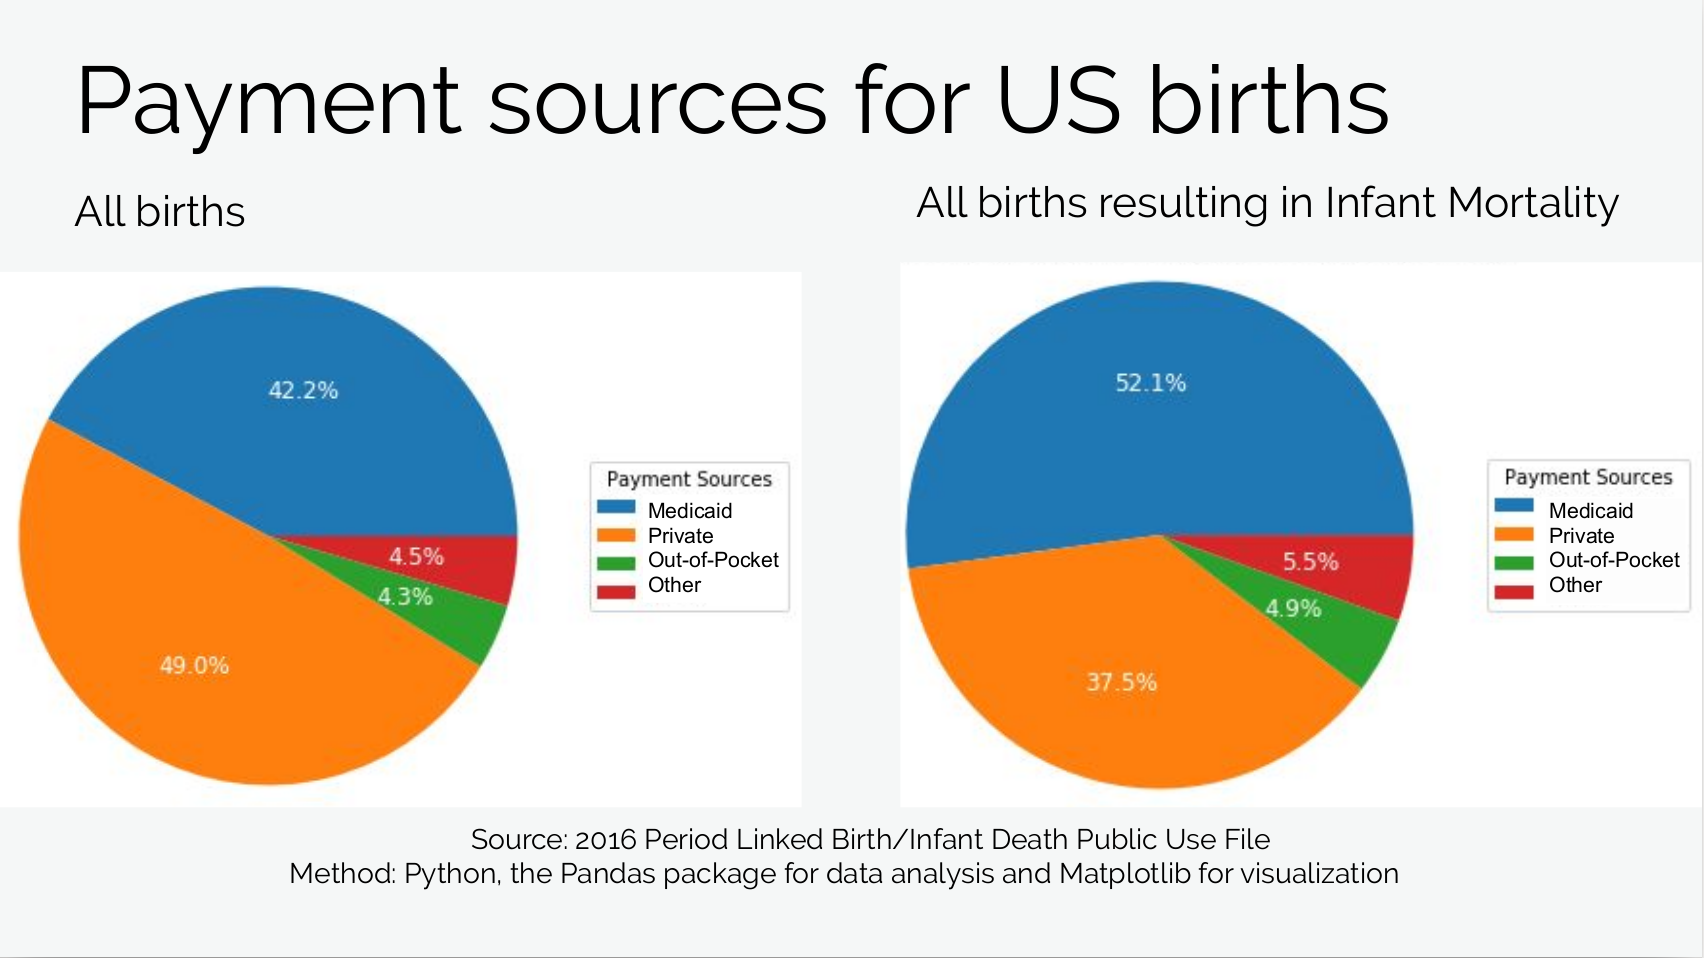 Payment sources for US births
All births
All births resulting in Infant Mortality
42.2%
4.5%
4.3%
49.0%
Payment Sources
Medicaid
Private
Out-of-Pocket
Other
52.1%
5.5%
4.9%
37.5%
Payment Sources
Medicaid
Private
Out-of-Pocket
Other
Source: 2016 Period Linked Birth/Infant Death Public Use File
Method: Python, the Pandas package for data analysis and Matplotlib for visualization